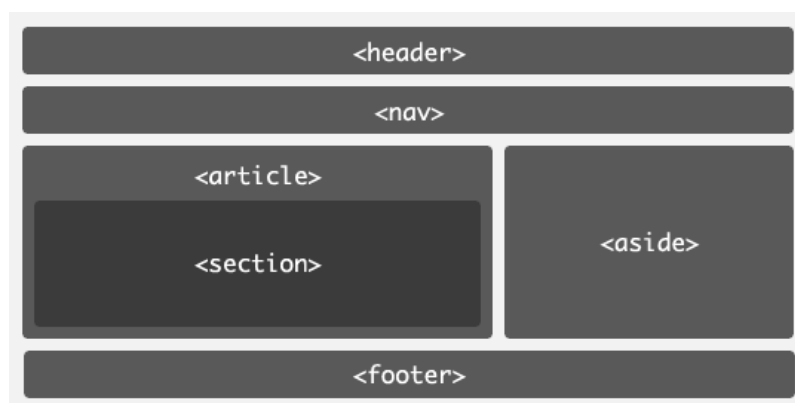 <header>
<nav>
<article>
<section>
<aside>
<footer>